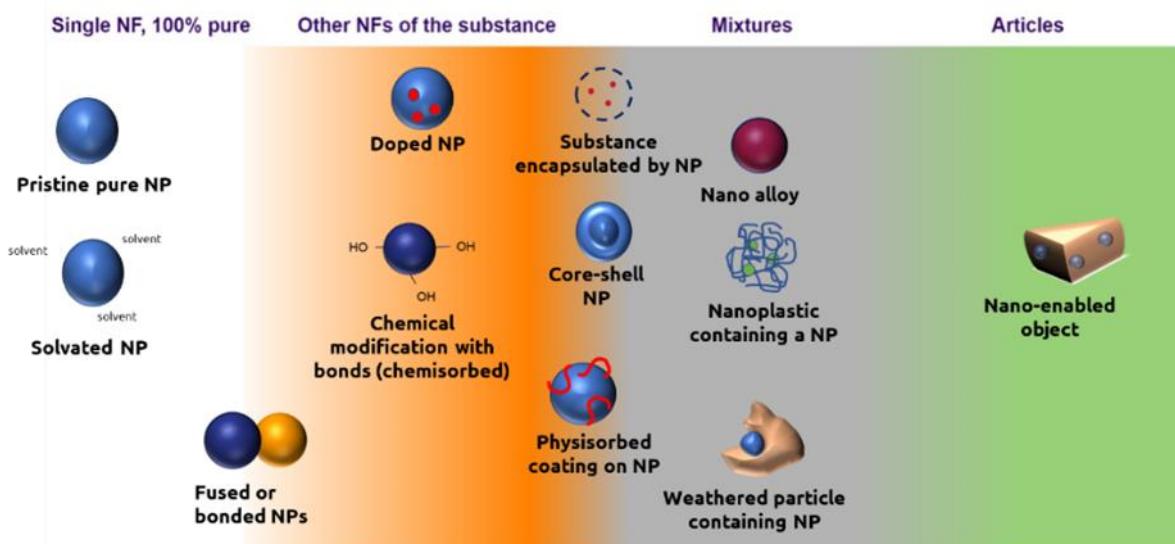 Single NF, 100% pure
Other NFs of the substance
Mixtures
Articles
Pristine pure NP
solvent
solvent
solvent
Solvated NP
Fused or
bonded NPs
Doped NP
HO
OH
OH
Chemical
modification with
bonds (chemisorbed)
Substance
encapsulated by NP
Core-shell
NP
Physisorbed
coating on NP
Nano alloy
Nanoplastic
containing a NP
Weathered particle
containing NP
Nano-enabled
object